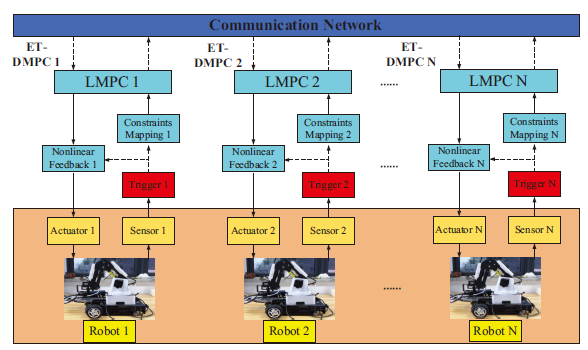 Communication Network
ET-
DMPC 1
ET-
DMPC 2
ET-
DMPC N
LMPC 1
LMPC 2
......
LMPC N
Constraints
Mapping 1
Constraints
Mapping 2
Constraints
Mapping N
Nonlinear
Feedback 1
Nonlinear
Feedback 2
......
Nonlinear
Feedback N
Trigger 1
Trigger 2
Trigger N
Actuator 1
Sensor 1
Actuator 2
Sensor 2
Actuator N
Sensor N
......
Robot 1
Robot 2
Robot N